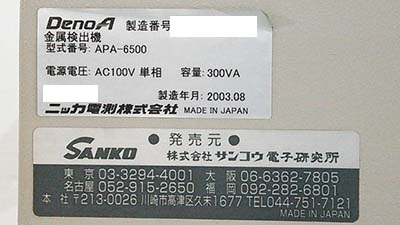 DenoA 製造番号
金属検出機
型式番号：APA-6500
電源電圧：AC100V 単相 容量：300VA
製造年月：2003.08
ニッカ電測株式会社 MADE IN JAPAN
● 発売元 ●
SANKO 株式会社 サンコウ電子研究所
東京 03-3294-4001 大阪 06-6362-7805
名古屋 052-915-2650 福岡 092-282-6801
本社 〒213-0026 川崎市高津区久末1677 TEL044-751-7121
MADE IN JAPAN